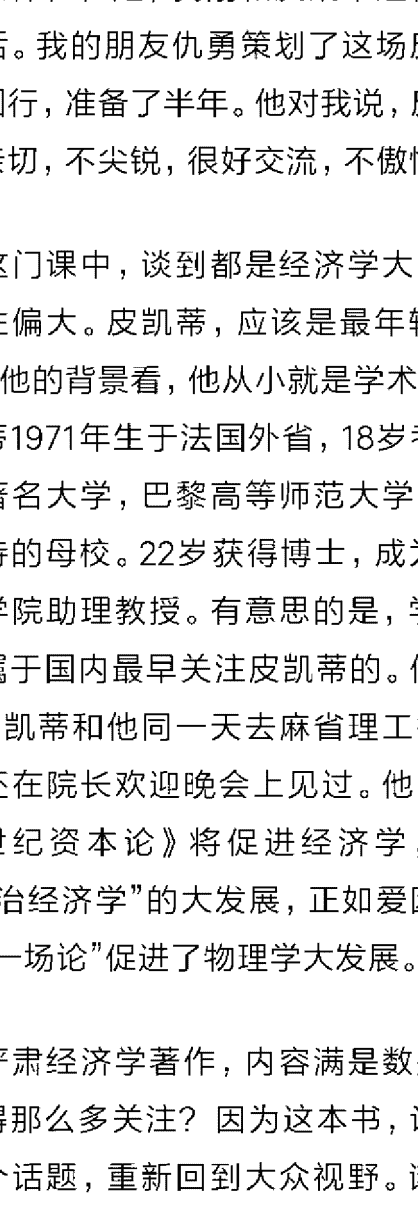 后。我的朋友仇勇策划了这场
行，准备了半年。他对我说，
切，不尖锐，很好交流，不傲
这门课中，谈到都是经济学大
偏大。皮凯蒂，应该是最年轻
他的背景看，他从小就是学术
蒂1971年生于法国外省，18岁考
著名大学，巴黎高等师范大学
的母校。22岁获得博士，成为
学院助理教授。有意思的是，
属于国内最早关注皮凯蒂的。
凯蒂和他同一天去麻省理工
还在院长欢迎晚会上见过。他
世纪资本论》将促进经济学，
治经济学”的大发展，正如爱因
一场论”促进了物理学大发展。
严肃经济学著作，内容满是数
得那么多关注？因为这本书，
个话题，重新回到大众视野。